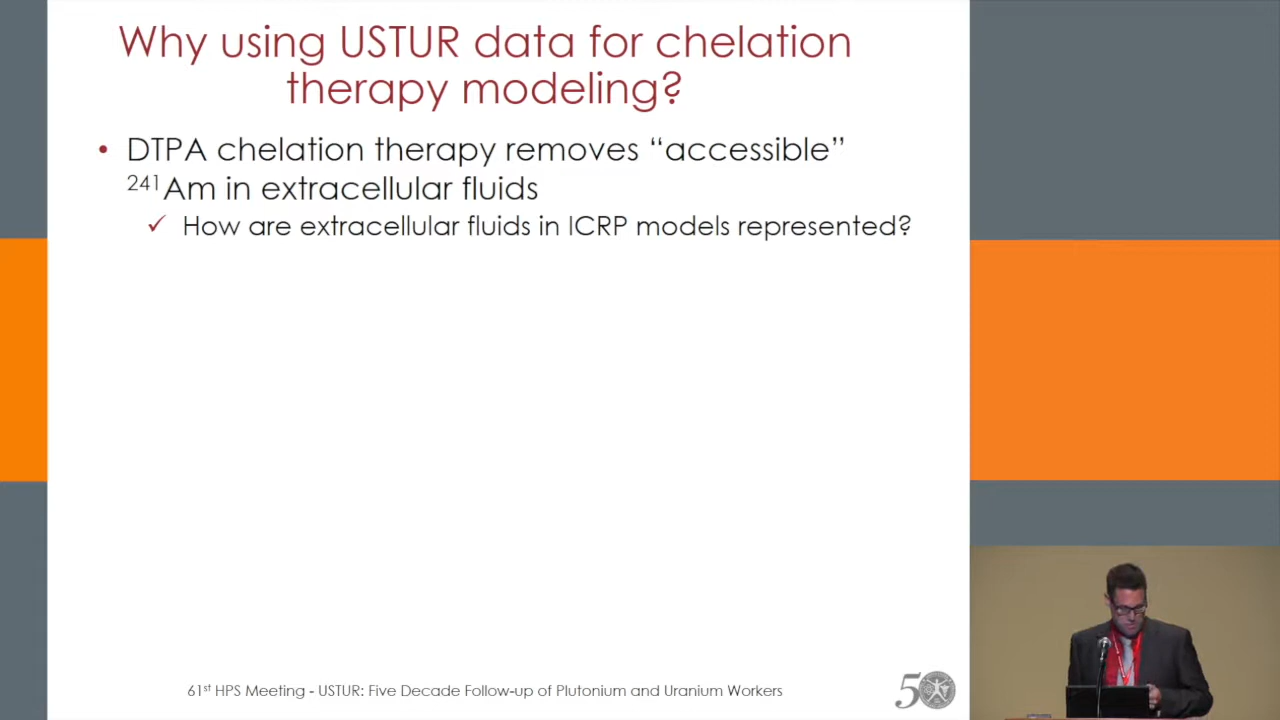 Why using USTUR data for chelation
therapy modeling?
• DTPA chelation therapy removes “accessible”
²⁴¹Am in extracellular fluids
✓ How are extracellular fluids in ICRP models represented?
61ˢᵗ HPS Meeting - USTUR: Five Decade Follow-up of Plutonium and Uranium Workers
50